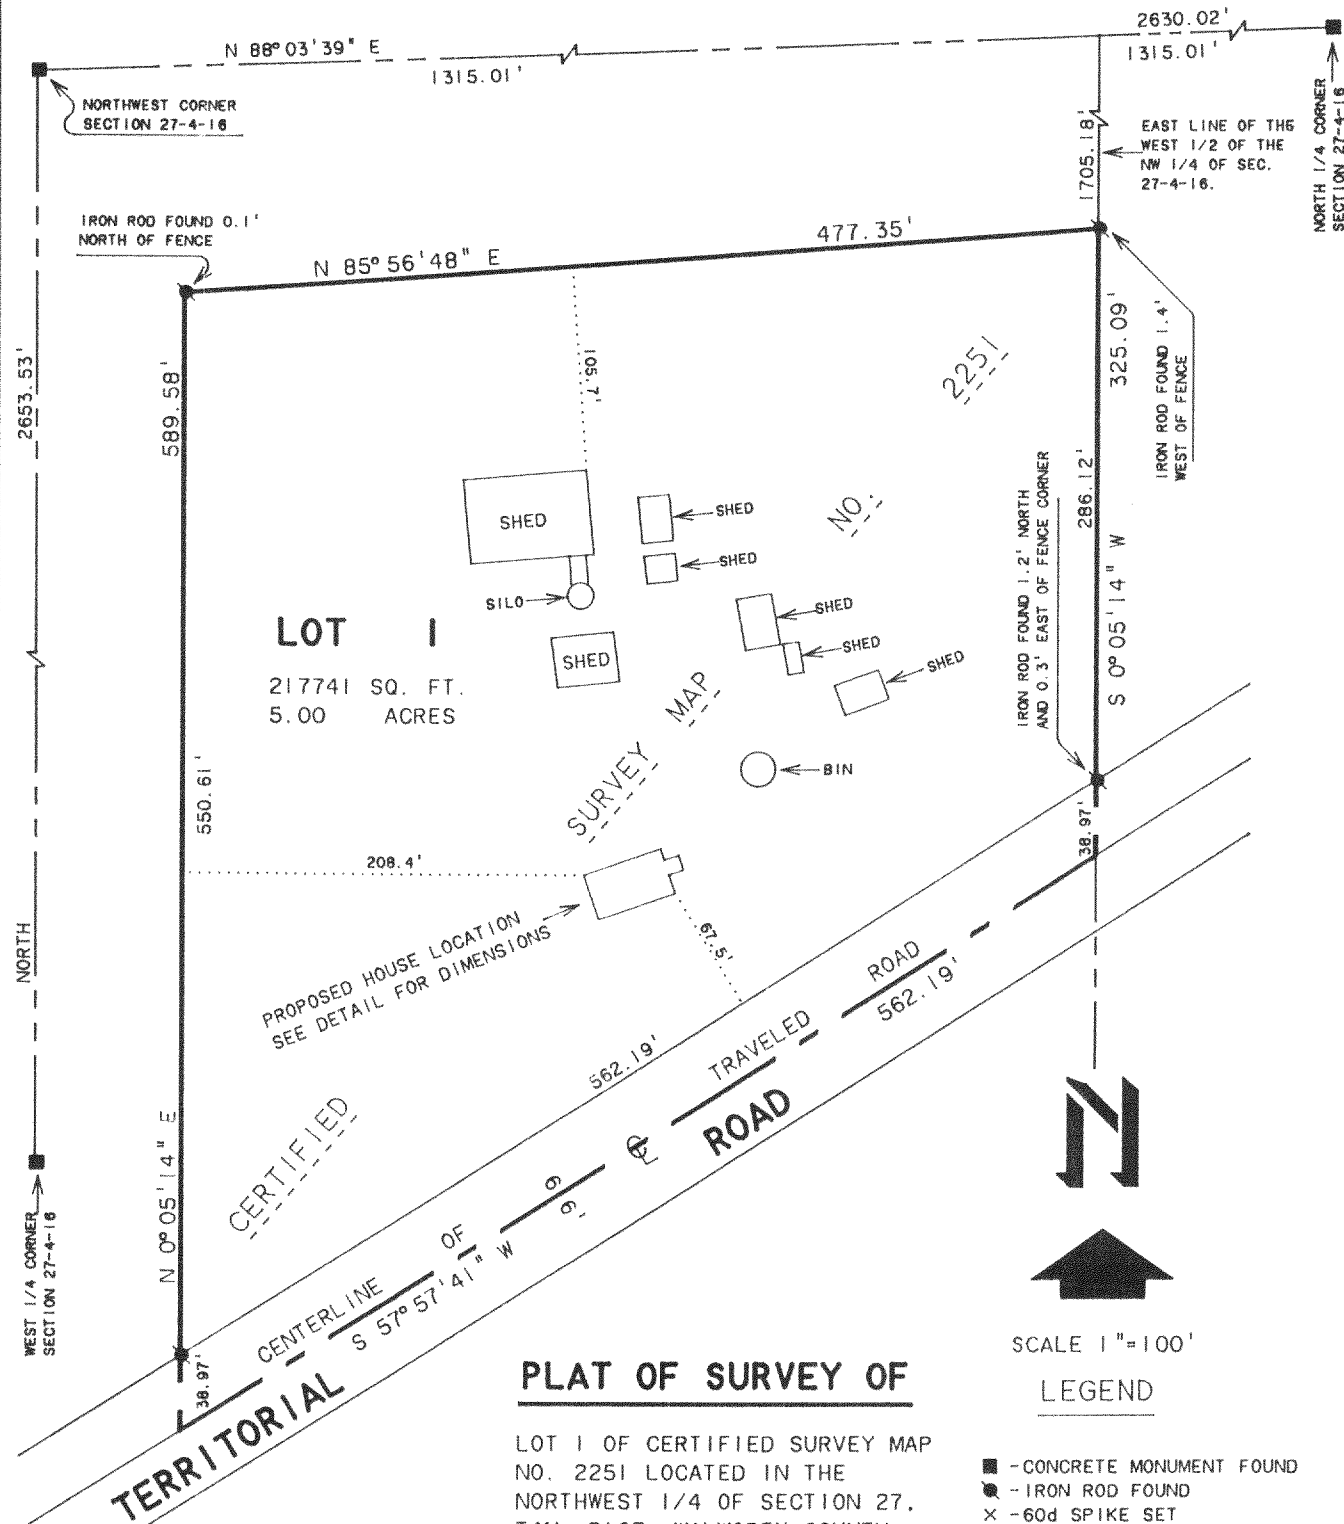 N 88°03'39" E
1315.01'
2630.02'
1315.01'
NORTHWEST CORNER
SECTION 27-4-16
NORTH 1/4 CORNER
SECTION 27-4-16
1705.18'
EAST LINE OF THE
WEST 1/2 OF THE
NW 1/4 OF SEC.
27-4-16.
IRON ROD FOUND 0.1'
NORTH OF FENCE
N 85°56'48" E
477.35'
2653.53'
589.58'
105.7'
2251
325.09'
IRON ROD FOUND 1.4'
WEST OF FENCE
286.12'
IRON ROD FOUND 1.2' NORTH
AND 0.3' EAST OF FENCE CORNER
S 0°05'14" W
SHED
SHED
SHED
NO.
SILO
SHED
SHED
SHED
SHED
LOT 1
217741 SQ. FT.
5.00 ACRES
MAP
SURVEY
BIN
550.61'
208.4'
38.97'
PROPOSED HOUSE LOCATION
SEE DETAIL FOR DIMENSIONS
67.5'
NORTH
562.19'
TRAVELED ROAD
562.19'
CERTIFIED
N 0°05'14" E
WEST 1/4 CORNER
SECTION 27-4-16
66'
CENTERLINE OF
S 57°57'41" W
38.97'
TERRITORIAL ROAD
N
SCALE 1"=100'
LEGEND
■ -CONCRETE MONUMENT FOUND
● -IRON ROD FOUND
× -60d SPIKE SET
PLAT OF SURVEY OF
LOT 1 OF CERTIFIED SURVEY MAP
NO. 2251 LOCATED IN THE
NORTHWEST 1/4 OF SECTION 27,